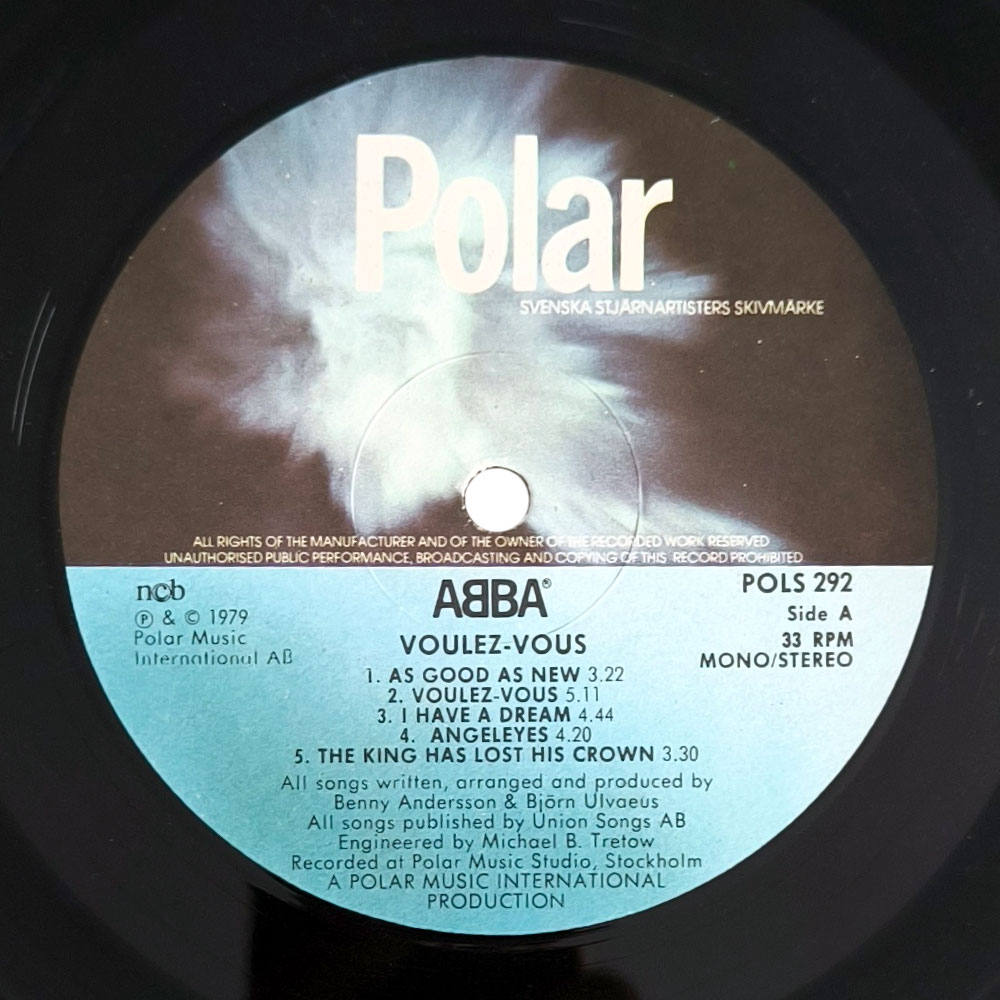 Polar
SVENSKA STJÄRNARTISTERS SKIVMÄRKE
ALL RIGHTS OF THE MANUFACTURER AND OF THE OWNER OF THE RECORDED WORK RESERVED
UNAUTHORISED PUBLIC PERFORMANCE, BROADCASTING AND COPYING OF THIS RECORD PROHIBITED
ncb
℗ & © 1979
Polar Music
International AB
ABBA®
VOULEZ-VOUS
POLS 292
Side A
33 RPM
MONO/STEREO
1. AS GOOD AS NEW 3.22
2. VOULEZ-VOUS 5.11
3. I HAVE A DREAM 4.44
4. ANGELEYES 4.20
5. THE KING HAS LOST HIS CROWN 3.30
All songs written, arranged and produced by
Benny Andersson & Björn Ulvaeus
All songs published by Union Songs AB
Engineered by Michael B. Tretow
Recorded at Polar Music Studio, Stockholm
A POLAR MUSIC INTERNATIONAL
PRODUCTION